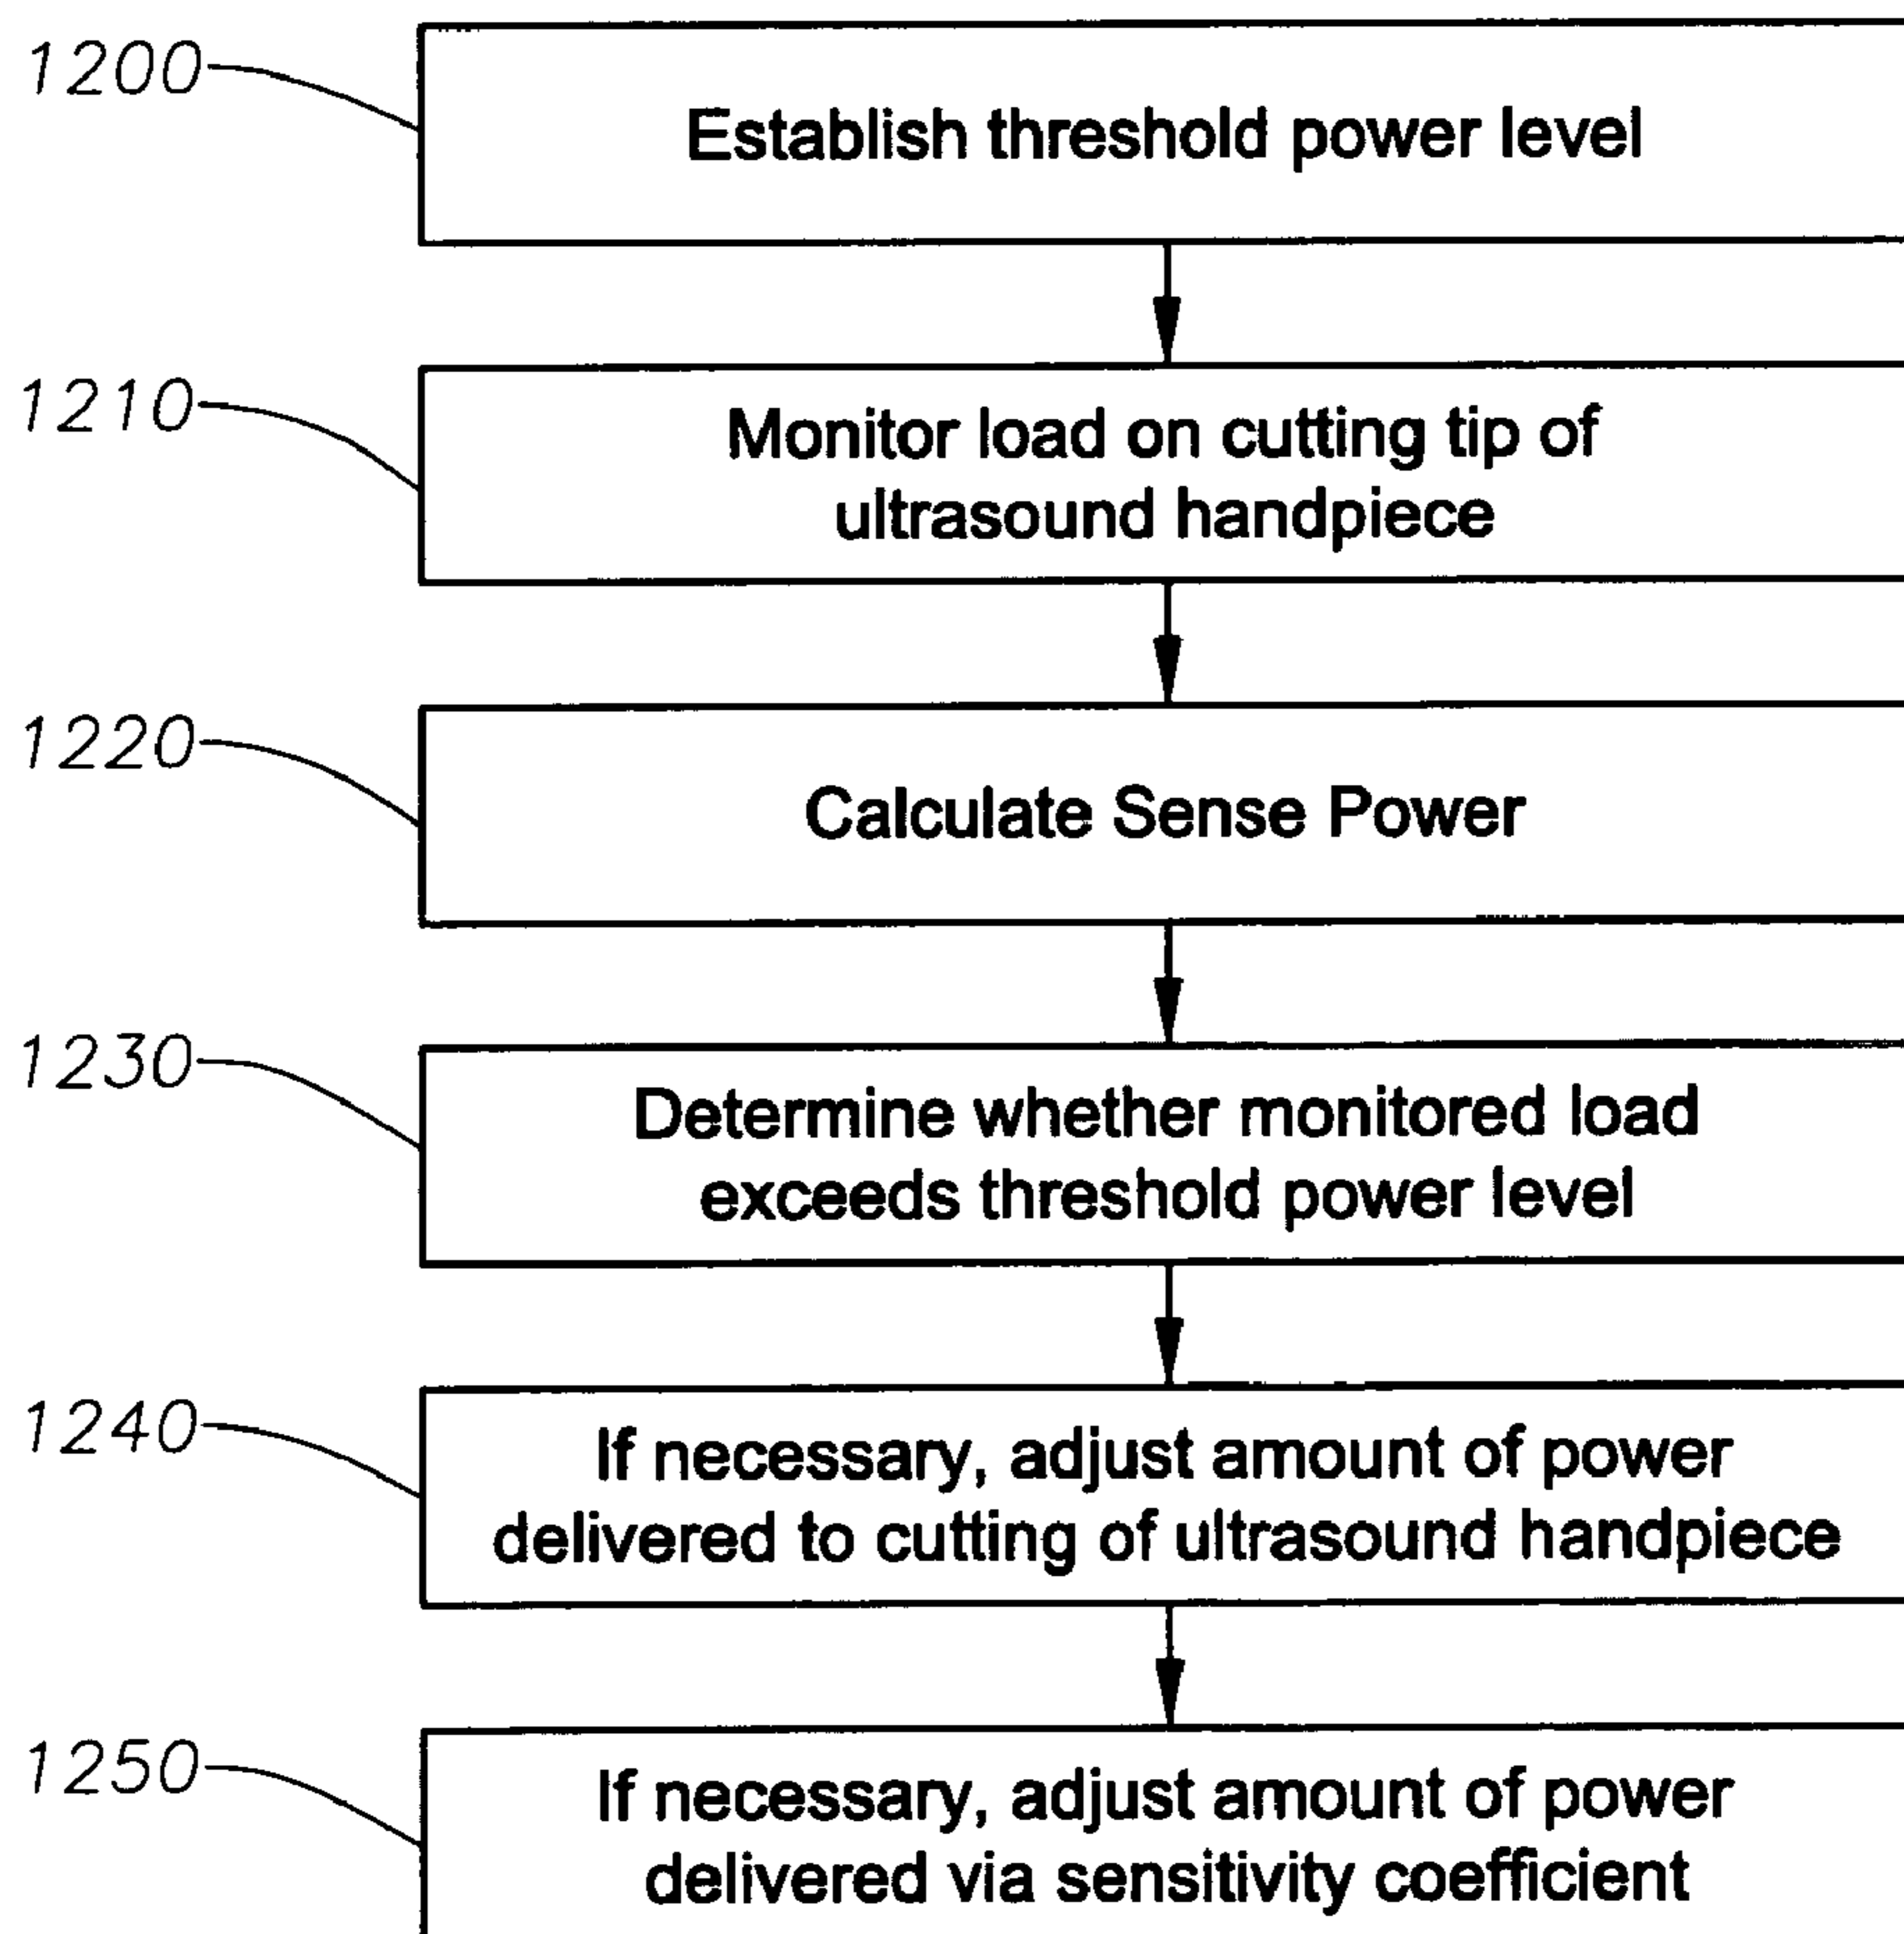 1200
Establish threshold power level
1210
Monitor load on cutting tip of
ultrasound handpiece
1220
Calculate Sense Power
1230
Determine whether monitored load
exceeds threshold power level
1240
If necessary, adjust amount of power
delivered to cutting of ultrasound handpiece
1250
If necessary, adjust amount of power
delivered via sensitivity coefficient